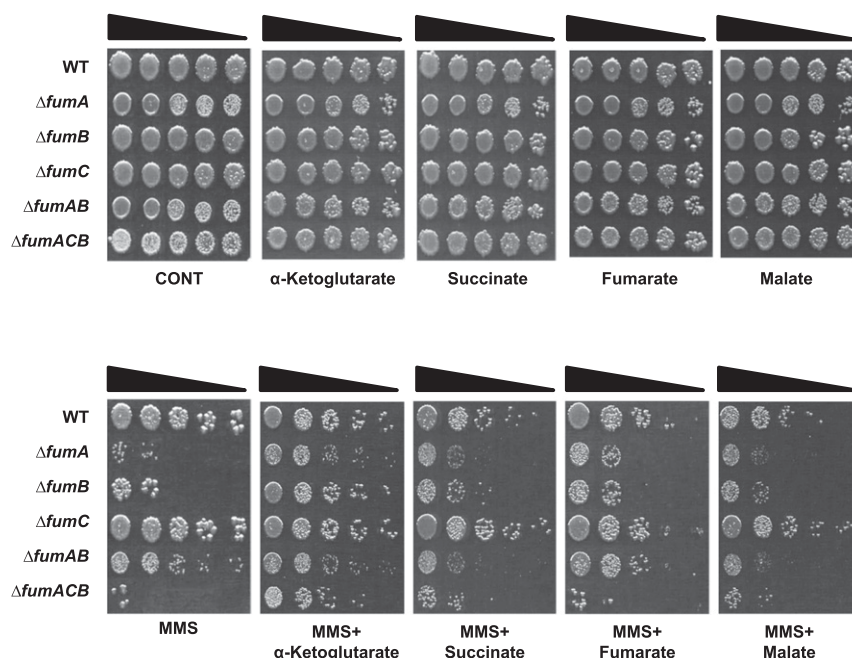 WT
ΔfumA
ΔfumB
ΔfumC
ΔfumAB
ΔfumACB
CONT
α-Ketoglutarate
Succinate
Fumarate
Malate
WT
ΔfumA
ΔfumB
ΔfumC
ΔfumAB
ΔfumACB
MMS
MMS+
α-Ketoglutarate
MMS+
Succinate
MMS+
Fumarate
MMS+
Malate